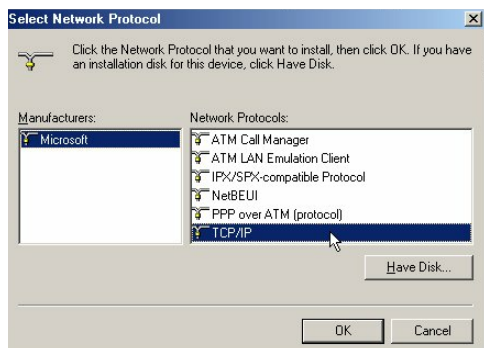 Select Network Protocol
Click the Network Protocol that you want to install, then click OK. If you have
an installation disk for this device, click Have Disk.
Manufacturers:
Microsoft
Network Protocols:
ATM Call Manager
ATM LAN Emulation Client
IPX/SPX-compatible Protocol
NetBEUI
PPP over ATM (protocol)
TCP/IP
Have Disk...
OK
Cancel